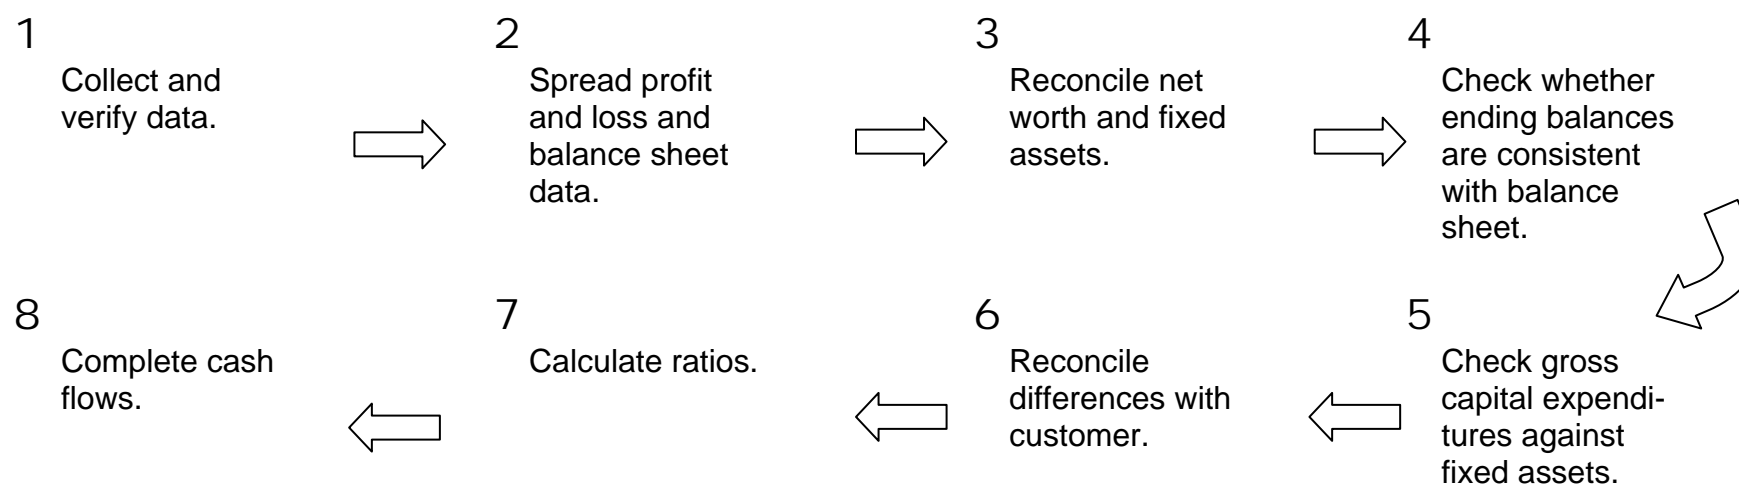 1
Collect and
verify data.
2
Spread profit
and loss and
balance sheet
data.
3
Reconcile net
worth and fixed
assets.
4
Check whether
ending balances
are consistent
with balance
sheet.
5
Check gross
capital expendi-
tures against
fixed assets.
6
Reconcile
differences with
customer.
7
Calculate ratios.
8
Complete cash
flows.